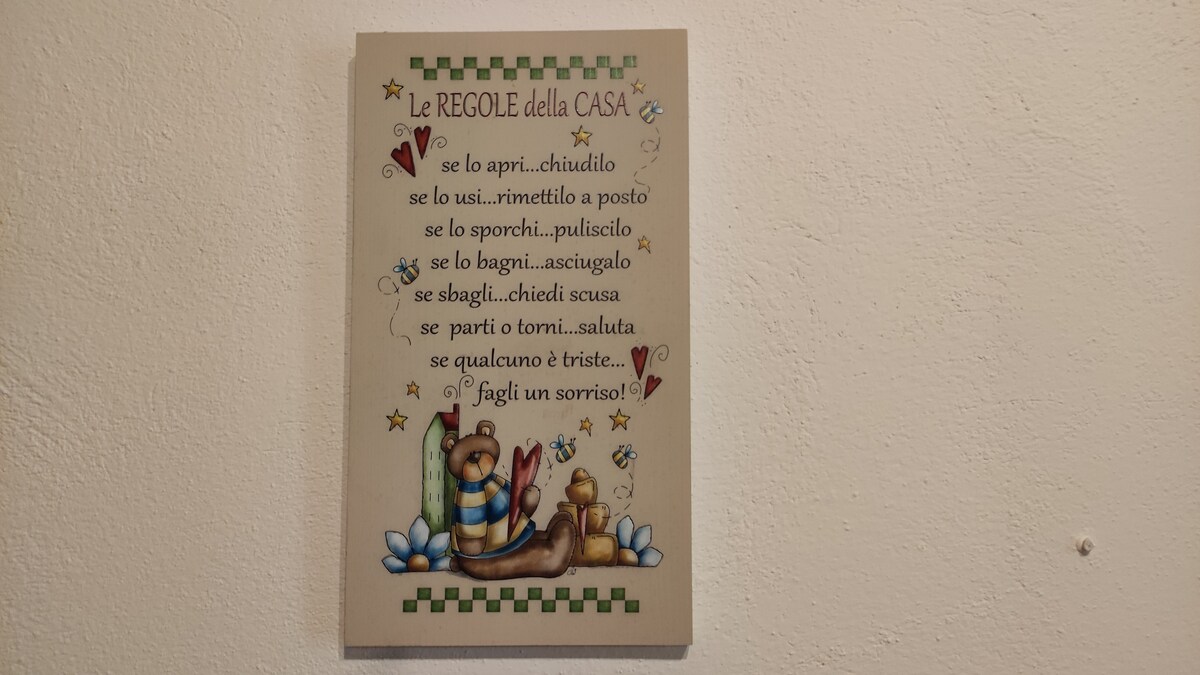 Le REGOLE della CASA
se lo apri...chiudilo
se lo usi...rimettilo a posto
se lo sporchi...puliscilo
se lo bagni...asciugalo
se sbagli...chiedi scusa
se parti o torni...saluta
se qualcuno è triste...
fagli un sorriso!